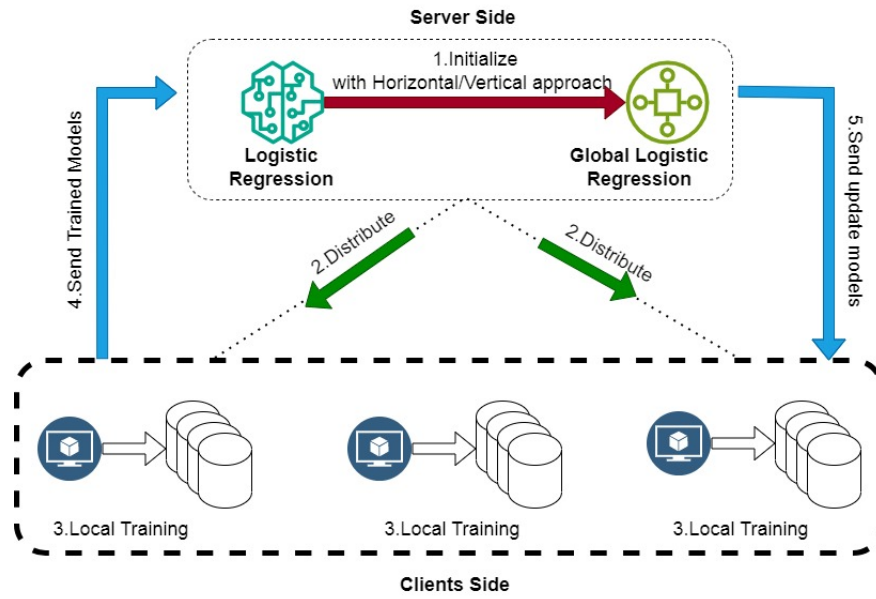 Server Side
1.Initialize
with Horizontal/Vertical approach
Logistic
Regression
Global Logistic
Regression
4.Send Trained Models
5.Send update models
2.Distribute
2.Distribute
3.Local Training
3.Local Training
3.Local Training
Clients Side